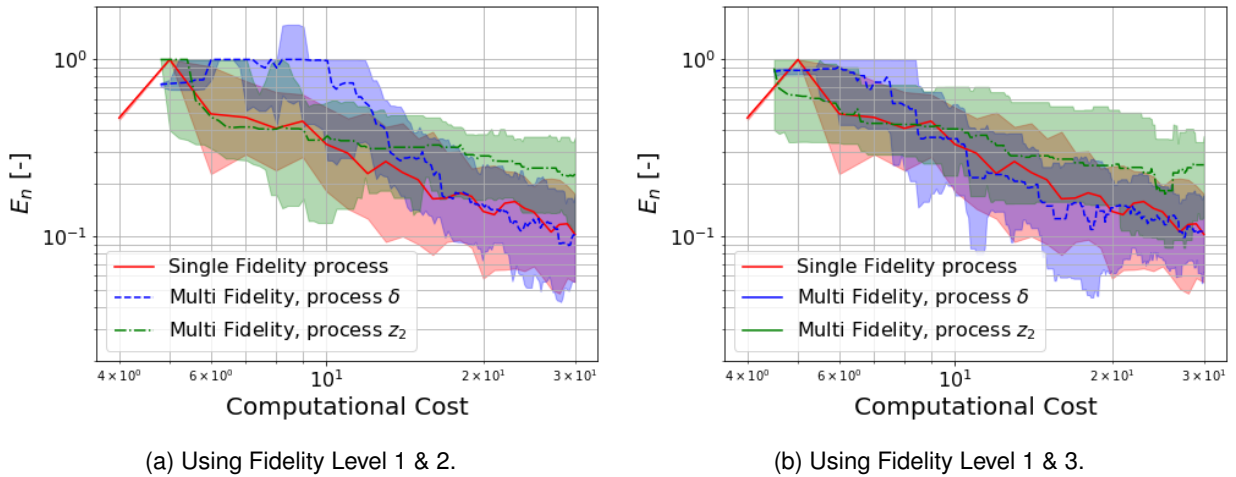 10⁰
10⁻¹
Eₙ [-]
Single Fidelity process
Multi Fidelity, process δ
Multi Fidelity, process z₂
4 × 10⁰
6 × 10⁰
10¹
2 × 10¹
3 × 10¹
Computational Cost
(a) Using Fidelity Level 1 & 2.
10⁰
10⁻¹
Eₙ [-]
Single Fidelity process
Multi Fidelity, process δ
Multi Fidelity, process z₂
4 × 10⁰
6 × 10⁰
10¹
2 × 10¹
3 × 10¹
Computational Cost
(b) Using Fidelity Level 1 & 3.